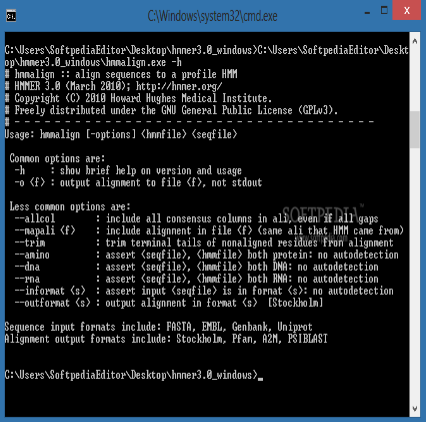 C:\Windows\system32\cmd.exe
C:\Users\SoftpediaEditor\Desktop\hmmer3.0_windows>C:\Users\SoftpediaEditor\Deskt
op\hmmer3.0_windows\hmmalign.exe -h
# hmmalign :: align sequences to a profile HMM
# HMMER 3.0 (March 2010); http://hmmer.org/
# Copyright (C) 2010 Howard Hughes Medical Institute.
# Freely distributed under the GNU General Public License (GPLv3).
# - - - - - - - - - - - - - - - - - - - - - - - - - - - - - - - - - - - -
Usage: hmmalign [-options] <hmmfile> <seqfile>
Common options are:
-h : show brief help on version and usage
-o <f> : output alignment to file <f>, not stdout
Less common options are:
--allcol : include all consensus columns in ali, even if all gaps
--mapali <f> : include alignment in file <f> (same ali that HMM came from)
--trim : trim terminal tails of nonaligned residues from alignment
--amino : assert <seqfile>, <hmmfile> both protein: no autodetection
--dna : assert <seqfile>, <hmmfile> both DNA: no autodetection
--rna : assert <seqfile>, <hmmfile> both RNA: no autodetection
--informat <s> : assert input <seqfile> is in format <s>: no autodetection
--outformat <s> : output alignment in format <s> [Stockholm]
SOFTPEDIA
Sequence input formats include: FASTA, EMBL, Genbank, Uniprot
Alignment output formats include: Stockholm, Pfam, A2M, PSIBLAST
C:\Users\SoftpediaEditor\Desktop\hmmer3.0_windows>_